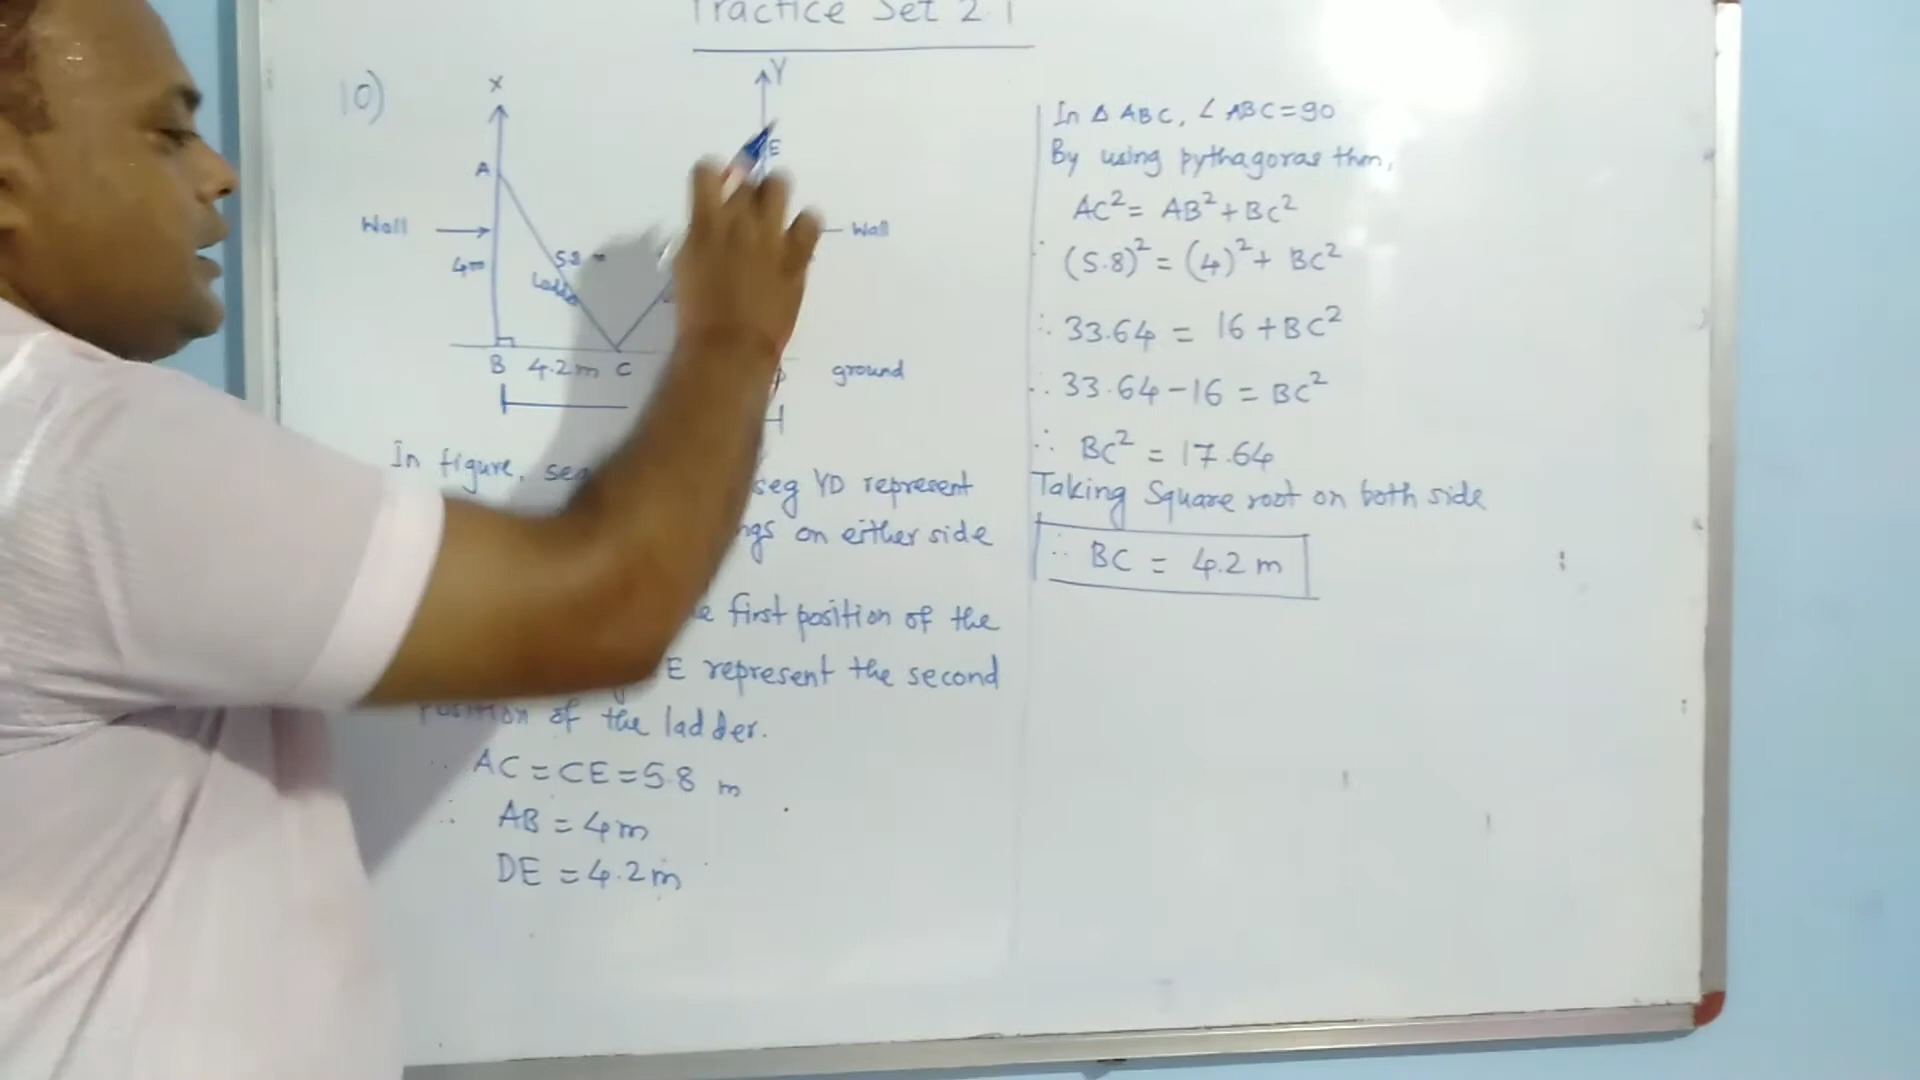 Practice Set 2.1
10)
X
Y
A
E
Wall
4m
5.8 m
Wall
B 4.2m C
ground
In figure, seg YD represent
on either side
first position of the
E represent the second
position of the ladder.
AC = CE = 5.8 m
∴ AB = 4m
DE = 4.2m
In △ ABC, ∠ ABC = 90
By using pythagoras thm,
AC² = AB² + BC²
∴ (5.8)² = (4)² + BC²
∴ 33.64 = 16 + BC²
∴ 33.64 - 16 = BC²
∴ BC² = 17.64
Taking Square root on both side
∴ BC = 4.2 m